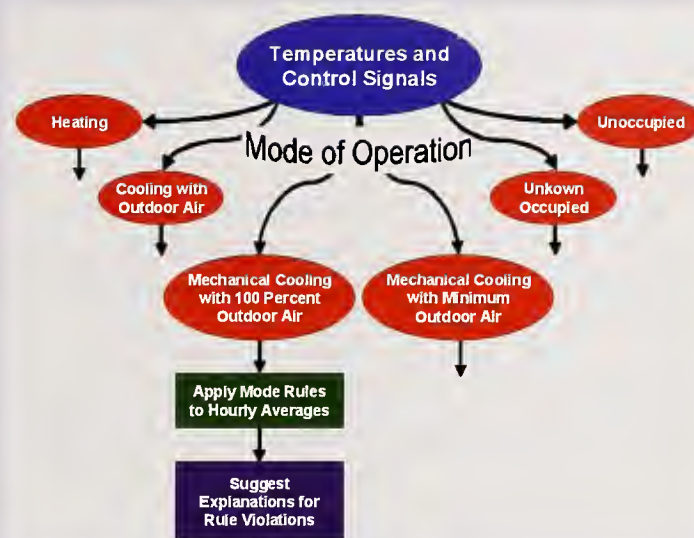 Temperatures and
Control Signals
Heating
Unoccupied
Mode of Operation
Cooling with
Outdoor Air
Unkown
Occupied
Mechanical Cooling
with 100 Percent
Outdoor Air
Mechanical Cooling
with Minimum
Outdoor Air
Apply Mode Rules
to Hourly Averages
Suggest
Explanations for
Rule Violations